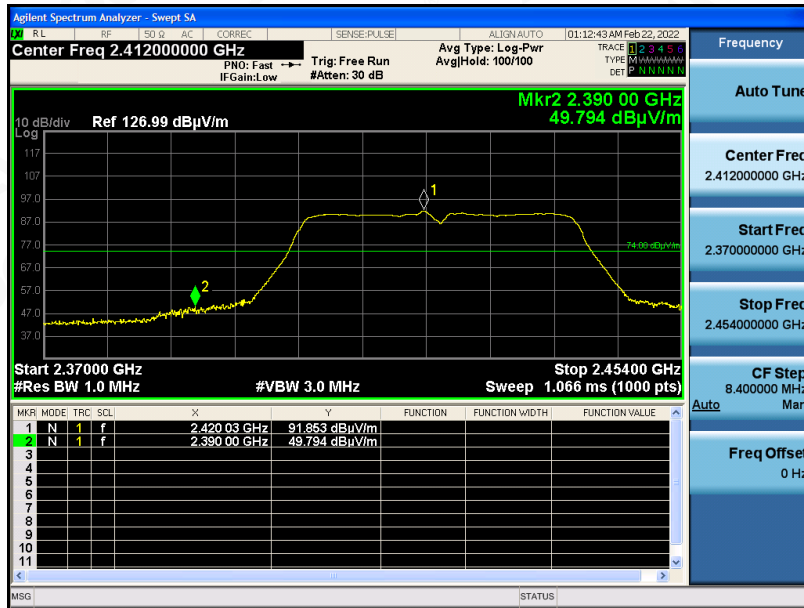 Agilent Spectrum Analyzer - Swept SA
LXI RL RF 50 Ω AC CORREC SENSE:PULSE ALIGN AUTO 01:12:43 AM Feb 22, 2022
Center Freq 2.412000000 GHz
PNO: Fast
IFGain:Low
Trig: Free Run
#Atten: 30 dB
Avg Type: Log-Pwr
Avg|Hold: 100/100
TRACE 1 2 3 4 5 6
TYPE M
DET P N N N N N
Mkr2 2.390 00 GHz
49.794 dBμV/m
10 dB/div Ref 126.99 dBμV/m
Log
117
107
97.0
87.0
77.0
67.0
57.0
47.0
37.0
1
2
74.00 dBμV/m
Start 2.37000 GHz Stop 2.45400 GHz
#Res BW 1.0 MHz #VBW 3.0 MHz Sweep 1.066 ms (1000 pts)
MKR MODE TRC SCL X Y FUNCTION FUNCTION WIDTH FUNCTION VALUE
1 N 1 f 2.420 03 GHz 91.853 dBμV/m
2 N 1 f 2.390 00 GHz 49.794 dBμV/m
3
4
5
6
7
8
9
10
11
MSG STATUS
Frequency
Auto Tune
Center Freq
2.412000000 GHz
Start Freq
2.370000000 GHz
Stop Freq
2.454000000 GHz
CF Step
8.400000 MHz
Auto Man
Freq Offset
0 Hz